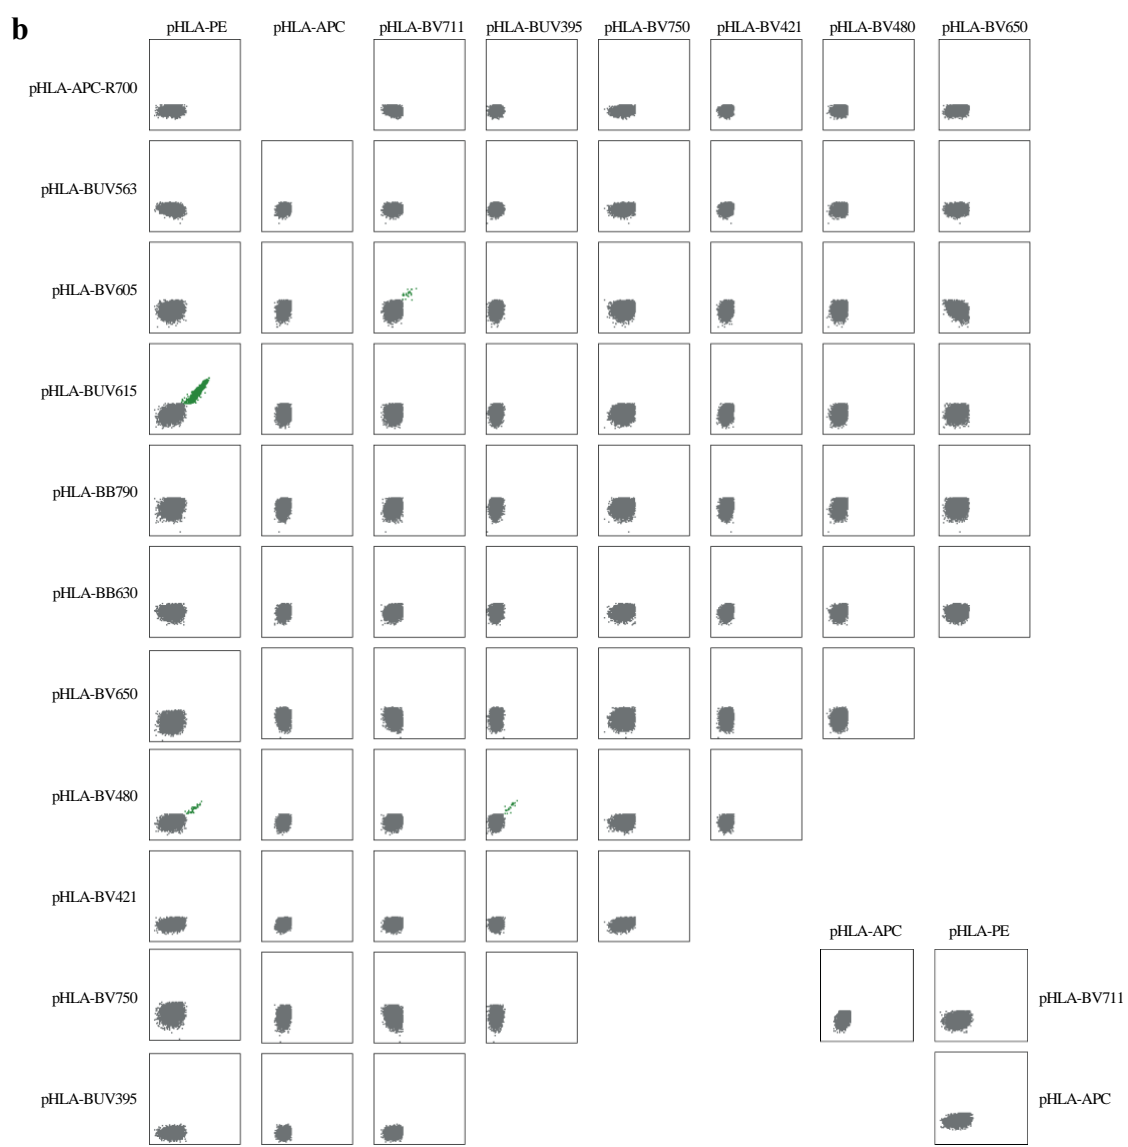 b
pHLA-PE pHLA-APC pHLA-BV711 pHLA-BUV395 pHLA-BV750 pHLA-BV421 pHLA-BV480 pHLA-BV650
pHLA-APC-R700
pHLA-BUV563
pHLA-BV605
pHLA-BUV615
pHLA-BB790
pHLA-BB630
pHLA-BV650
pHLA-BV480
pHLA-BV421
pHLA-BV750
pHLA-BUV395
pHLA-APC pHLA-PE
pHLA-BV711
pHLA-APC